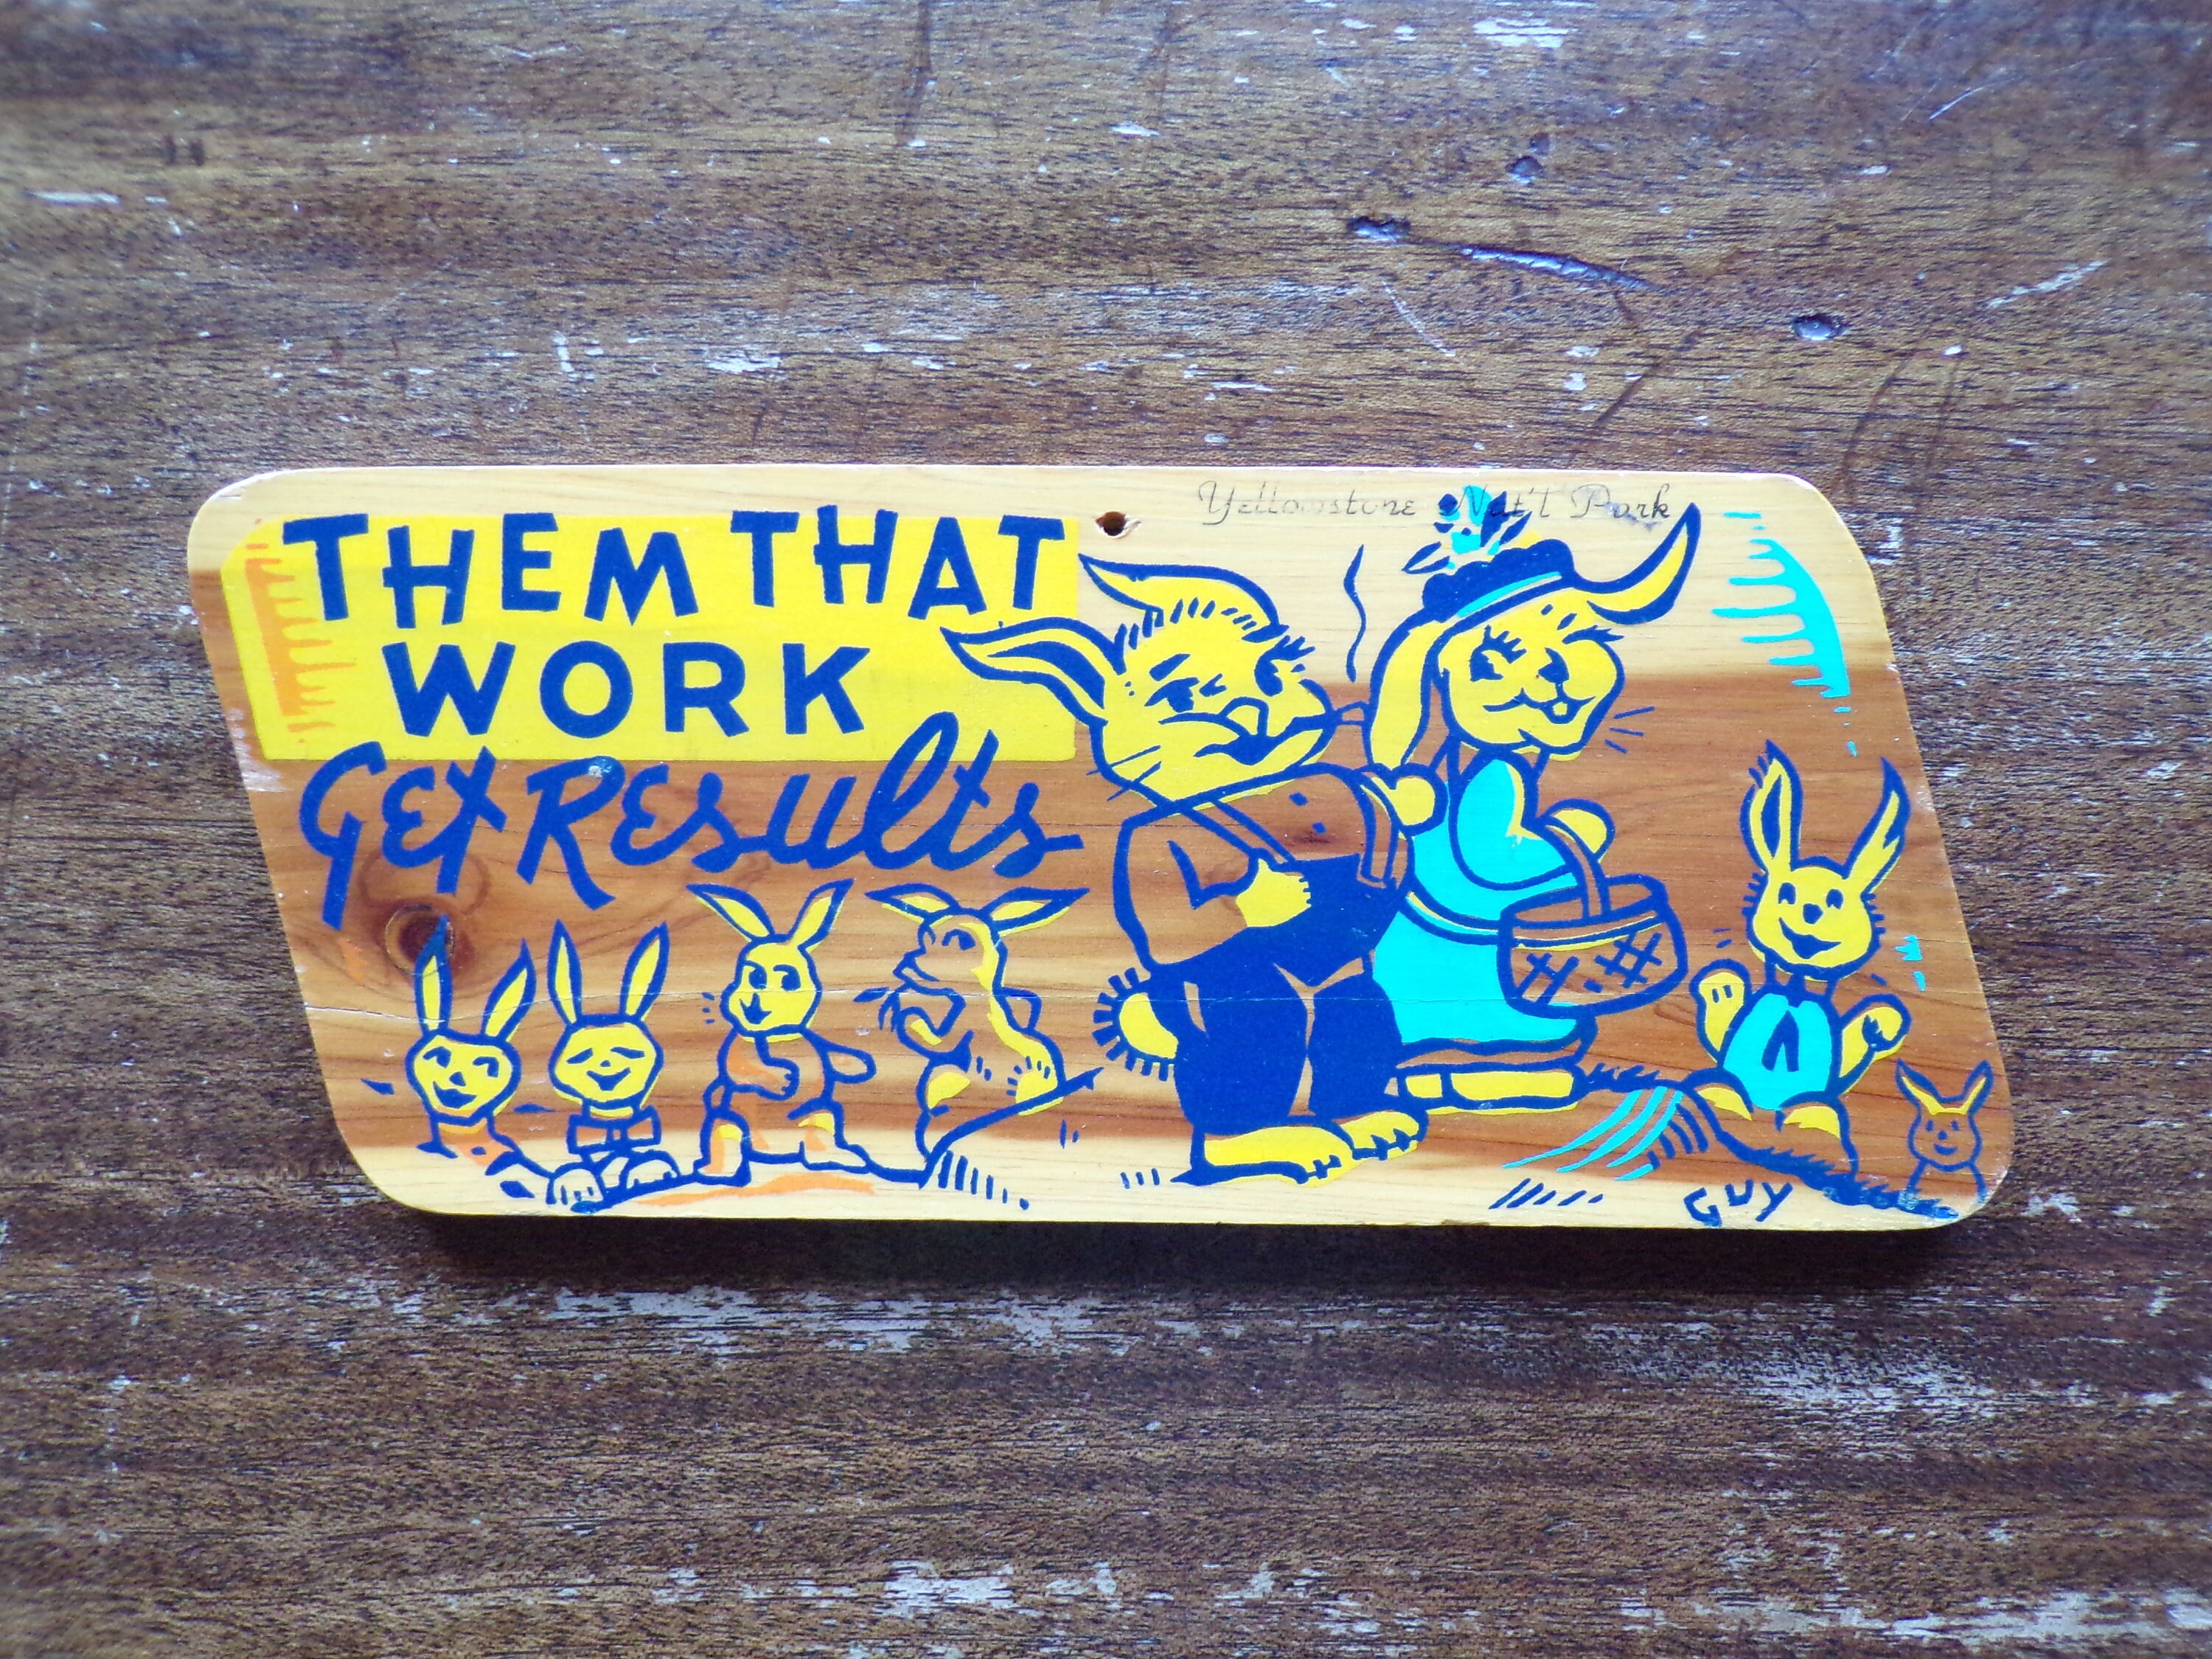 Yellowstone Nat'l Park
THEM THAT
WORK
Get Results
GUY